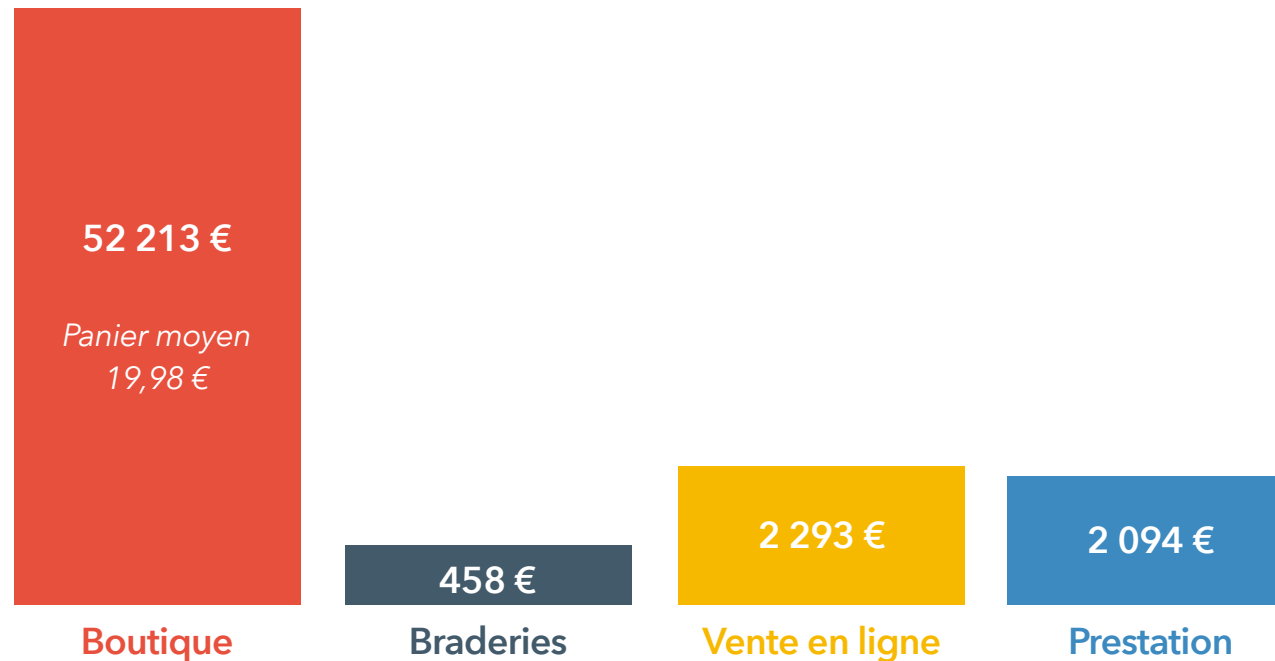 52 213 €
Panier moyen
19,98 €
458 €
2 293 €
2 094 €
Boutique
Braderies
Vente en ligne
Prestation